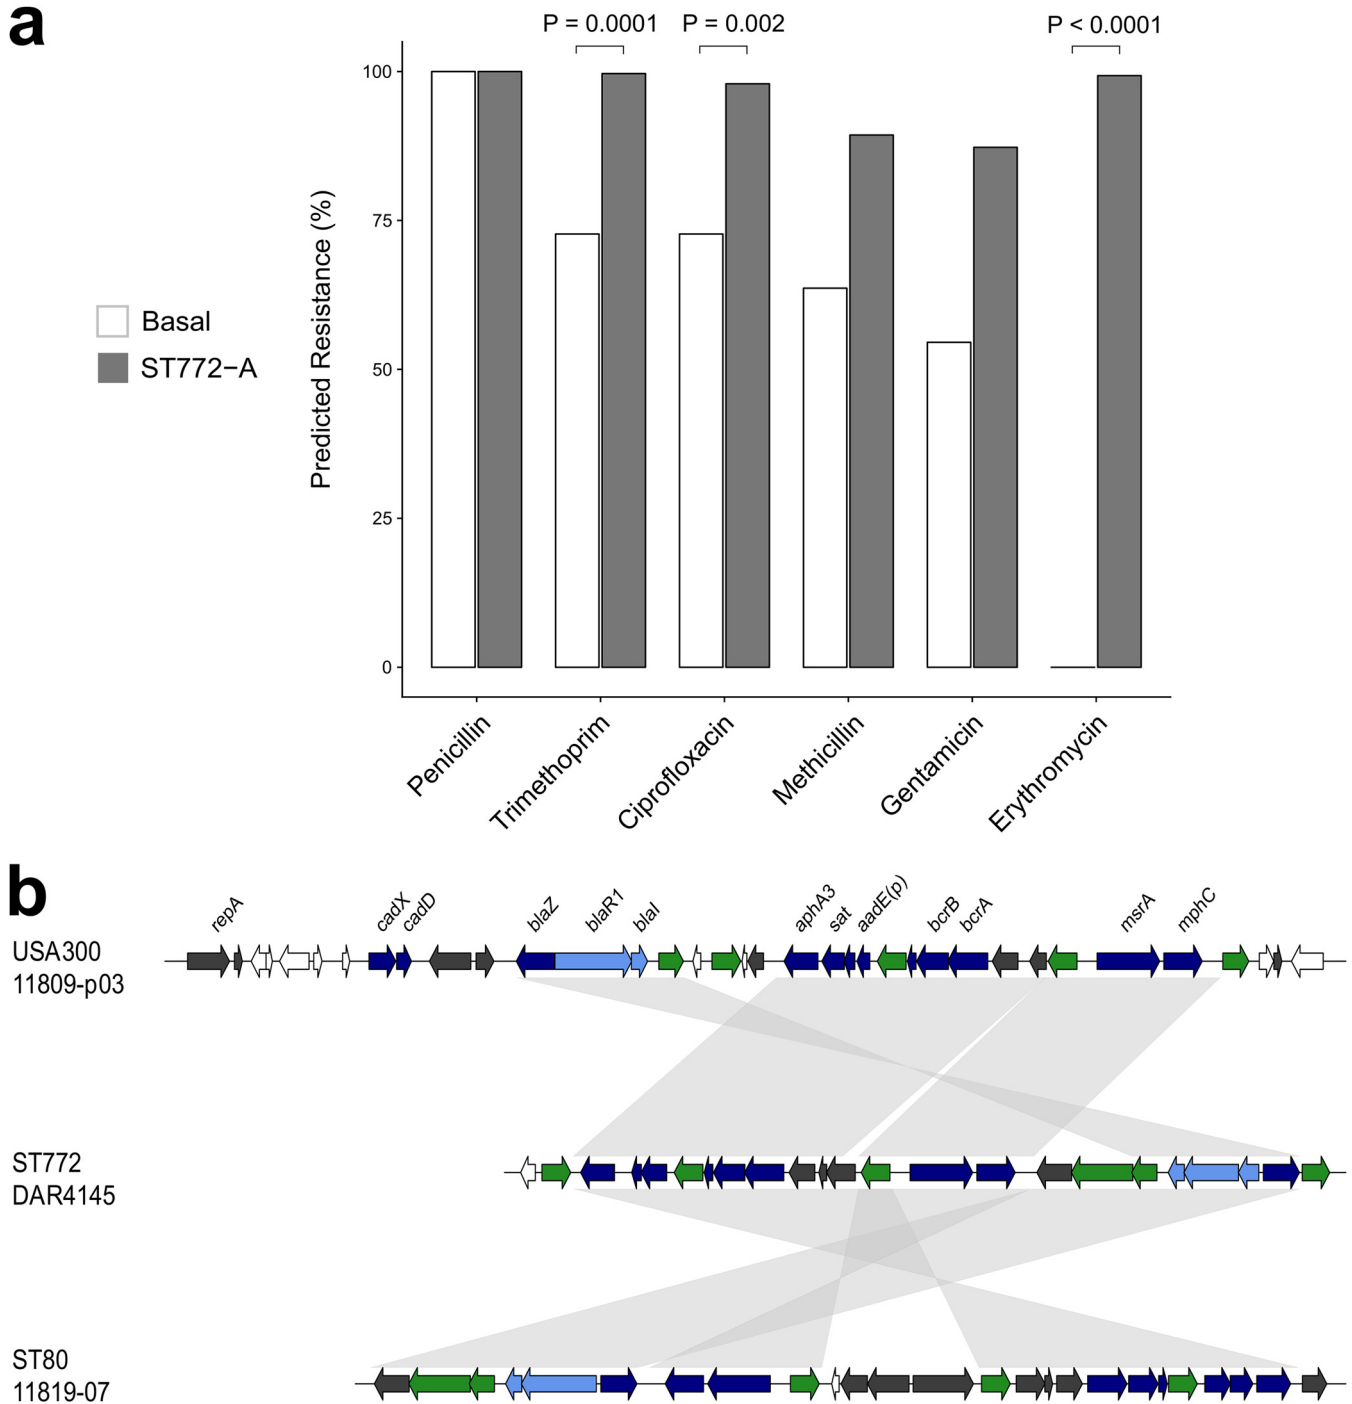 a
P = 0.0001
P = 0.002
P < 0.0001
100
75
50
25
0
Predicted Resistance (%)
Basal
ST772−A
Penicillin
Trimethoprim
Ciprofloxacin
Methicillin
Gentamicin
Erythromycin
b
repA
cadX
cadD
blaZ
blaR1
blaI
aphA3
sat
aadE(p)
bcrB
bcrA
msrA
mphC
USA300
11809-p03
ST772
DAR4145
ST80
11819-07